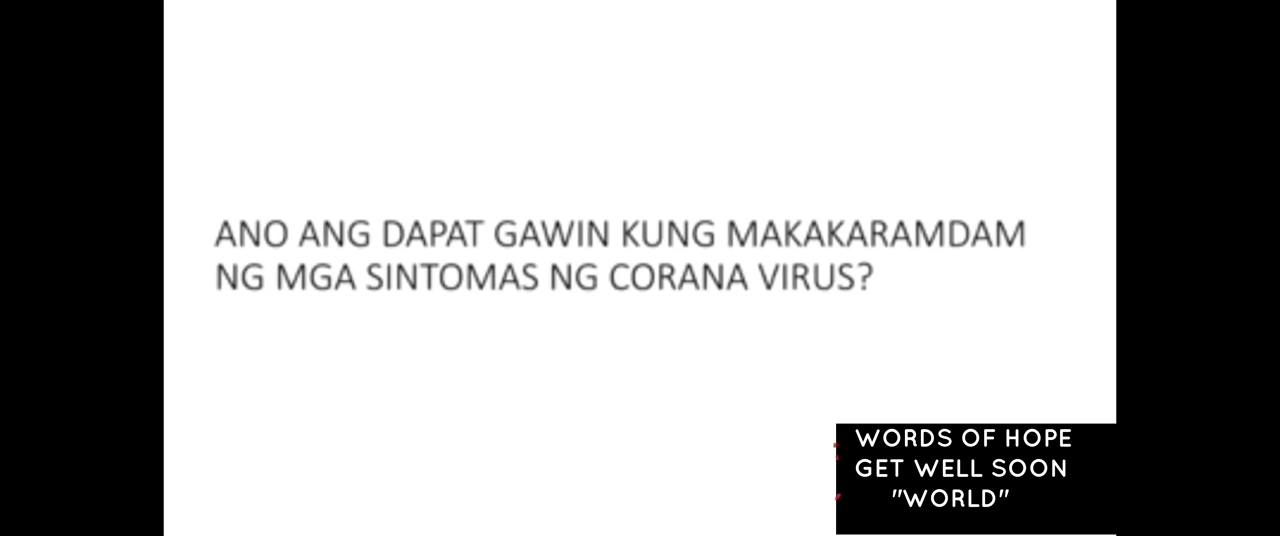 ANO ANG DAPAT GAWIN KUNG MAKAKARAMDAM
NG MGA SINTOMAS NG CORANA VIRUS?
WORDS OF HOPE
GET WELL SOON
"WORLD"